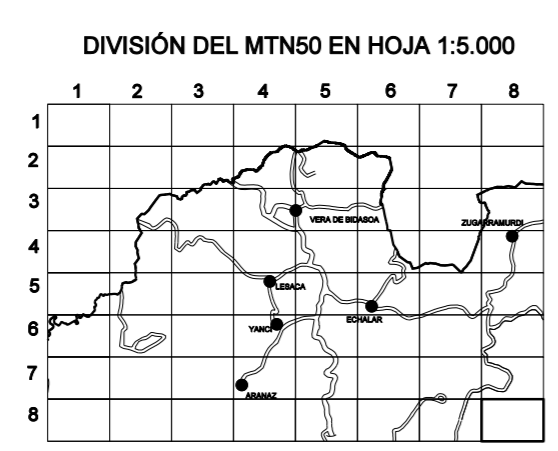 DIVISIÓN DEL MTN50 EN HOJA 1:5.000
1 2 3 4 5 6 7 8
1
2
3
VERA DE BIDASOA
ZUGARRAMURDI
4
5
LESACA
ECHALAR
6
YANCI
7
ARANAZ
8